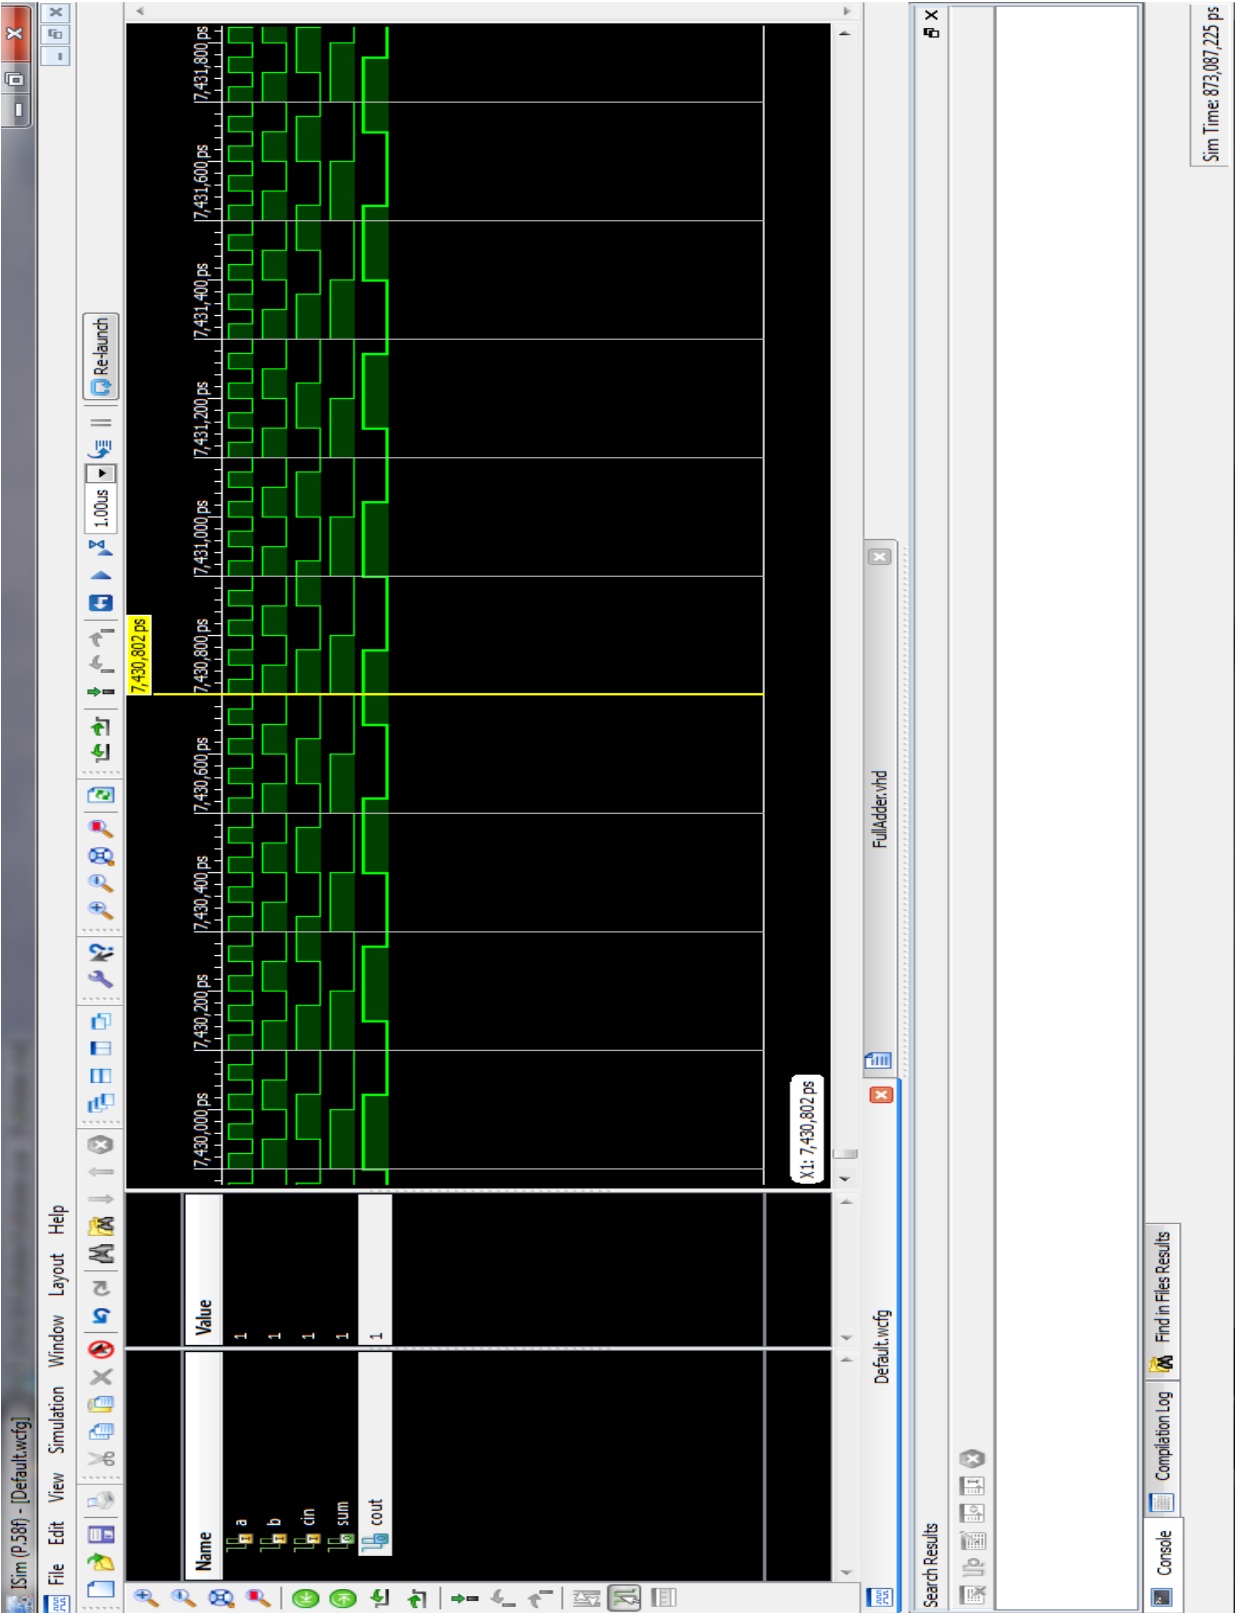 ISim (P.58f) - [Default.wcfg]
File Edit View Simulation Window Layout Help
1.00us Re-launch
7,430,802 ps
Name Value
7,430,000 ps 7,430,200 ps 7,430,400 ps 7,430,600 ps 7,430,800 ps 7,431,000 ps 7,431,200 ps 7,431,400 ps 7,431,600 ps 7,431,800 ps
a 1
b 1
cin 1
sum 1
cout 1
X1: 7,430,802 ps
Default.wcfg FullAdder.vhd
Search Results
Console Compilation Log Find in Files Results
Sim Time: 873,087,225 ps